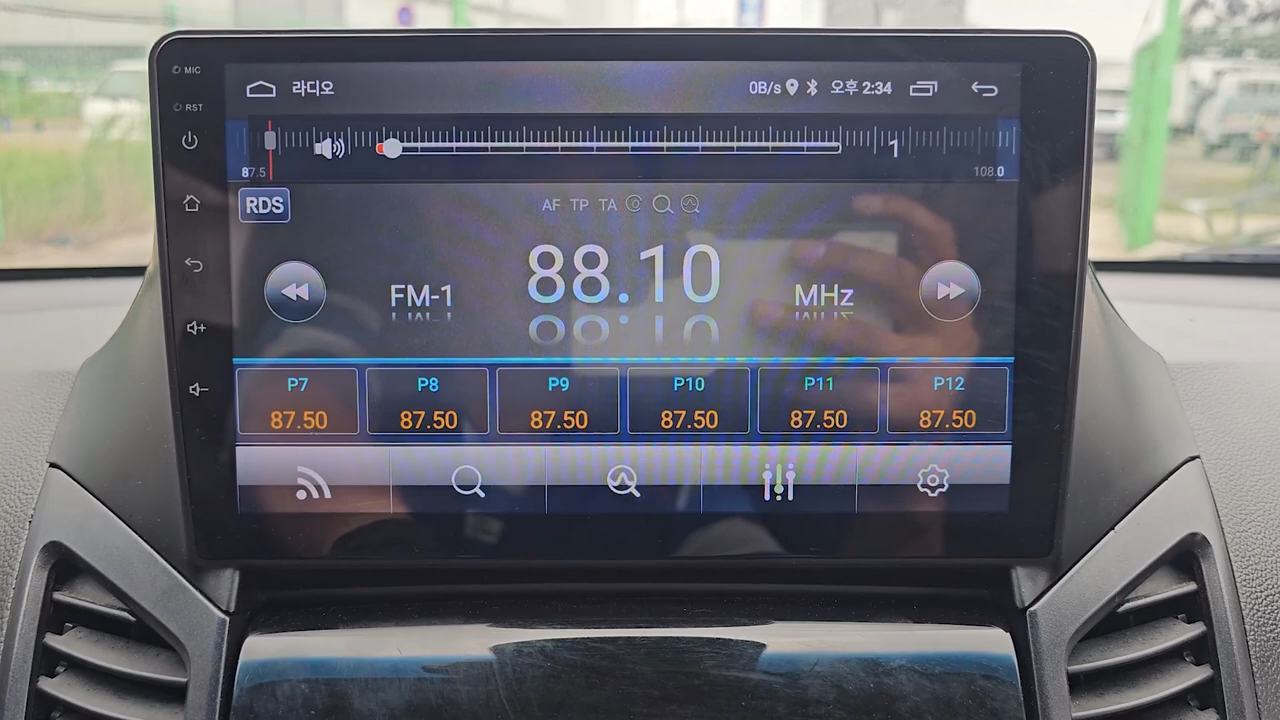 MIC
RST
라디오
0B/s 오후 2:34
1
87.5 108.0
RDS
AF TP TA
FM-1 88.10 MHz
P7 P8 P9 P10 P11 P12
87.50 87.50 87.50 87.50 87.50 87.50